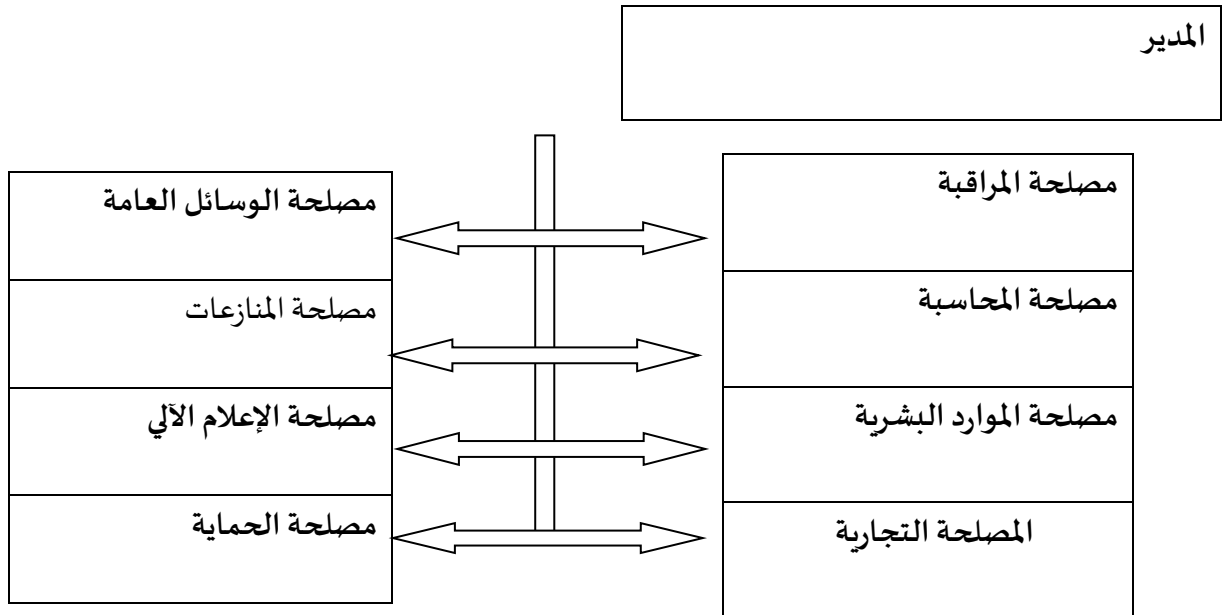 المدير
مصلحة المراقبة
مصلحة الوسائل العامة
مصلحة المحاسبة
مصلحة المنازعات
مصلحة الموارد البشرية
مصلحة الإعلام الآلي
المصلحة التجارية
مصلحة الحماية